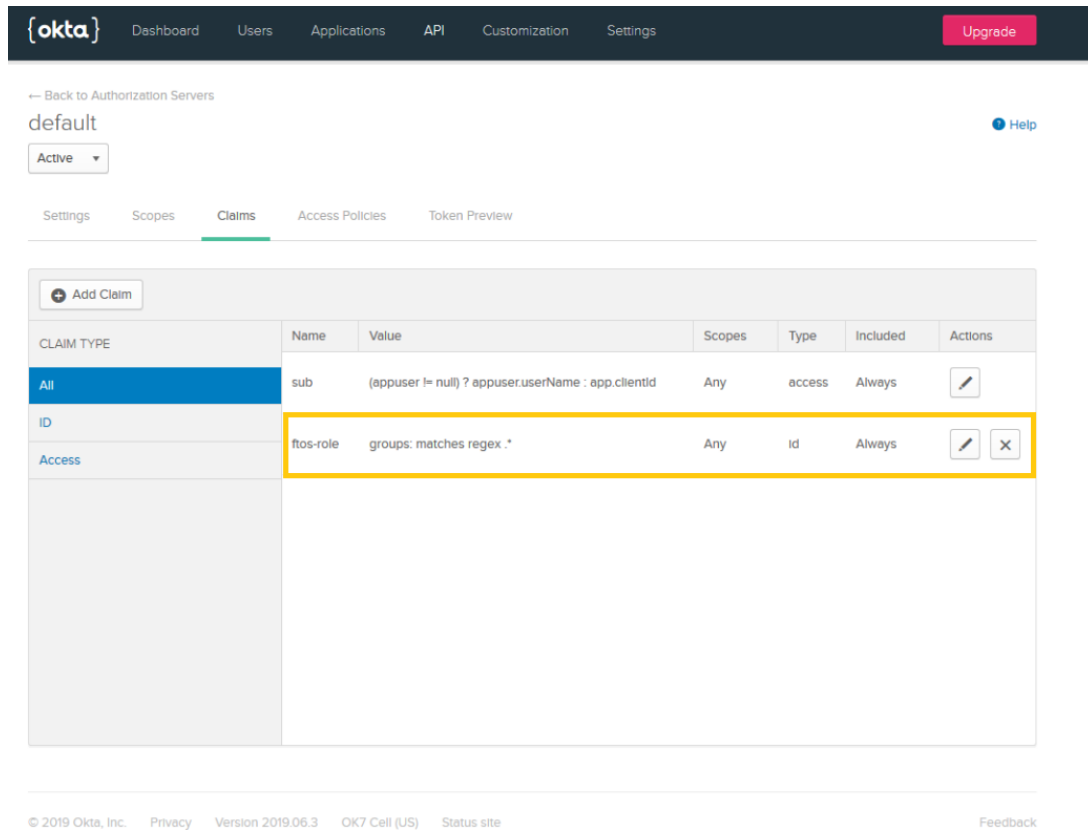 {okta} Dashboard Users Applications API Customization Settings Upgrade
← Back to Authorization Servers
default
? Help
Active
Settings Scopes Claims Access Policies Token Preview
Add Claim
CLAIM TYPE Name Value Scopes Type Included Actions
All sub (appuser != null) ? appuser.userName : app.clientId Any access Always
ID
ftos-role groups: matches regex .* Any id Always
Access
© 2019 Okta, Inc. Privacy Version 2019.06.3 OK7 Cell (US) Status site Feedback